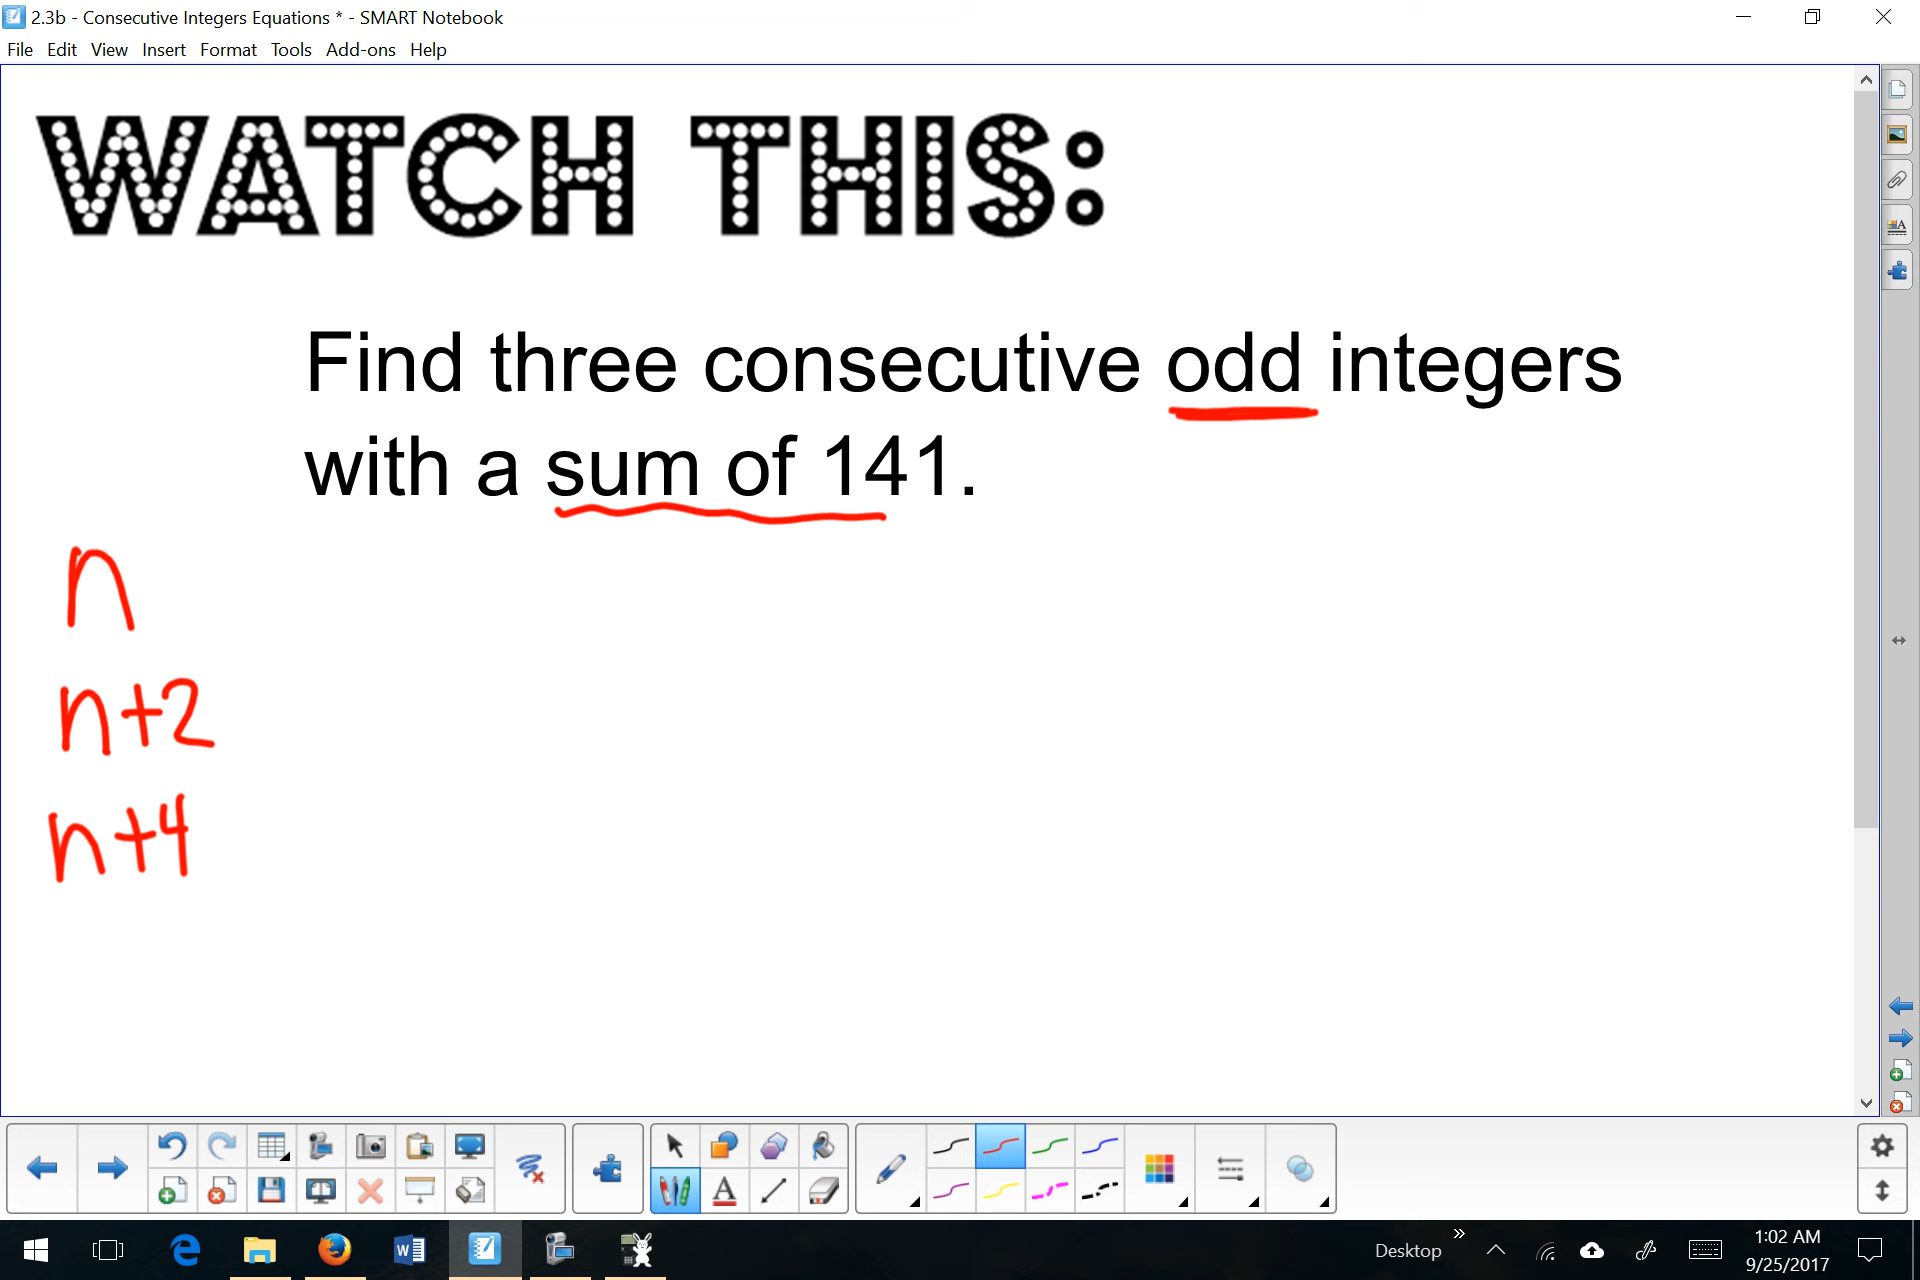 2.3b - Consecutive Integers Equations * - SMART Notebook
File Edit View Insert Format Tools Add-ons Help
WATCH THIS:
Find three consecutive odd integers
with a sum of 141.
n
n+2
n+4
Desktop
1:02 AM
9/25/2017